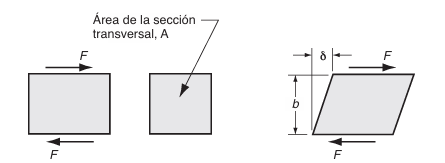 Área de la sección
transversal, A
F
F
δ
F
b
F